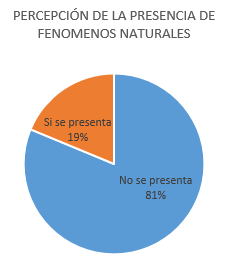 PERCEPCIÓN DE LA PRESENCIA DE
FENOMENOS NATURALES
Si se presenta
19%
No se presenta
81%